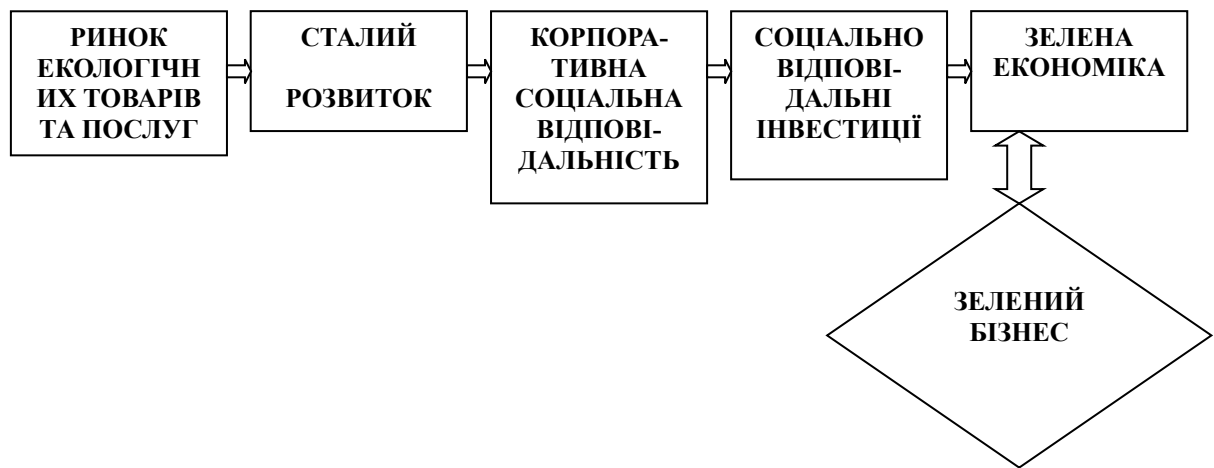 РИНОК
ЕКОЛОГІЧН
ИХ ТОВАРІВ
ТА ПОСЛУГ
СТАЛИЙ
РОЗВИТОК
КОРПОРА-
ТИВНА
СОЦІАЛЬНА
ВІДПОВІ-
ДАЛЬНІСТЬ
СОЦІАЛЬНО
ВІДПОВІ-
ДАЛЬНІ
ІНВЕСТИЦІЇ
ЗЕЛЕНА
ЕКОНОМІКА
ЗЕЛЕНИЙ
БІЗНЕС